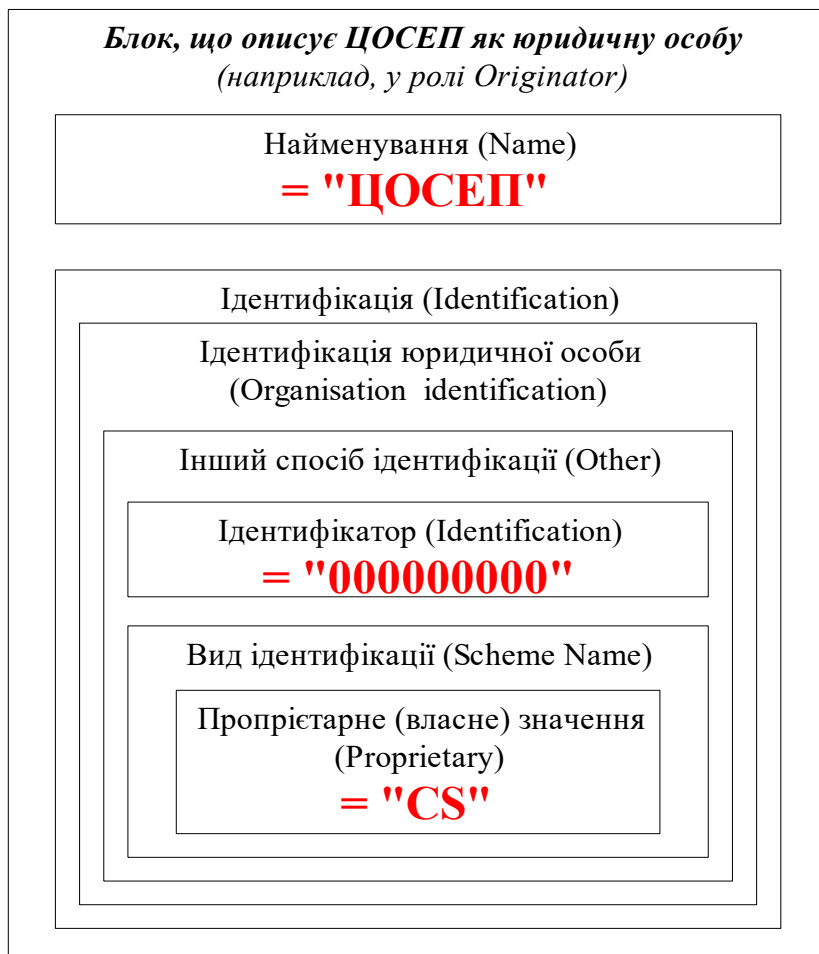 Блок, що описує ЦОСЕП як юридичну особу
(наприклад, у ролі Originator)
Найменування (Name)
= "ЦОСЕП"
Ідентифікація (Identification)
Ідентифікація юридичної особи
(Organisation identification)
Інший спосіб ідентифікації (Other)
Ідентифікатор (Identification)
= "000000000"
Вид ідентифікації (Scheme Name)
Пропрієтарне (власне) значення
(Proprietary)
= "CS"